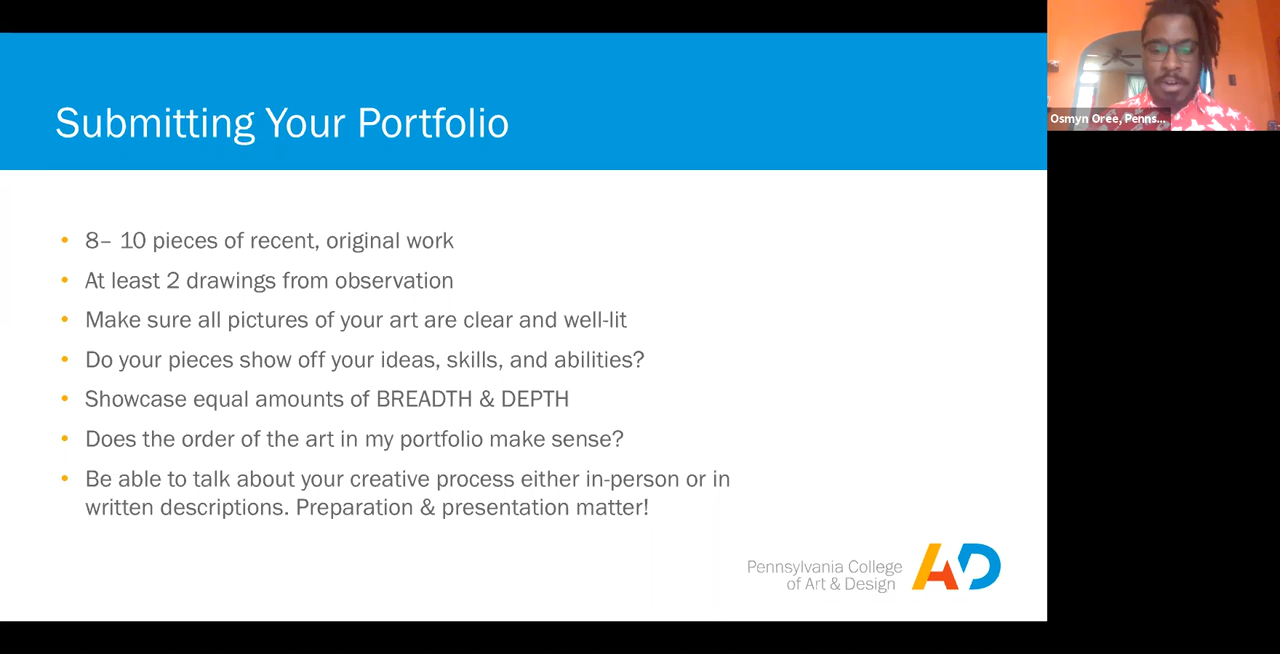 Submitting Your Portfolio
• 8– 10 pieces of recent, original work
• At least 2 drawings from observation
• Make sure all pictures of your art are clear and well-lit
• Do your pieces show off your ideas, skills, and abilities?
• Showcase equal amounts of BREADTH & DEPTH
• Does the order of the art in my portfolio make sense?
• Be able to talk about your creative process either in-person or in
written descriptions. Preparation & presentation matter!
Pennsylvania College
of Art & Design
AD
Osmyn Oree, Penns...